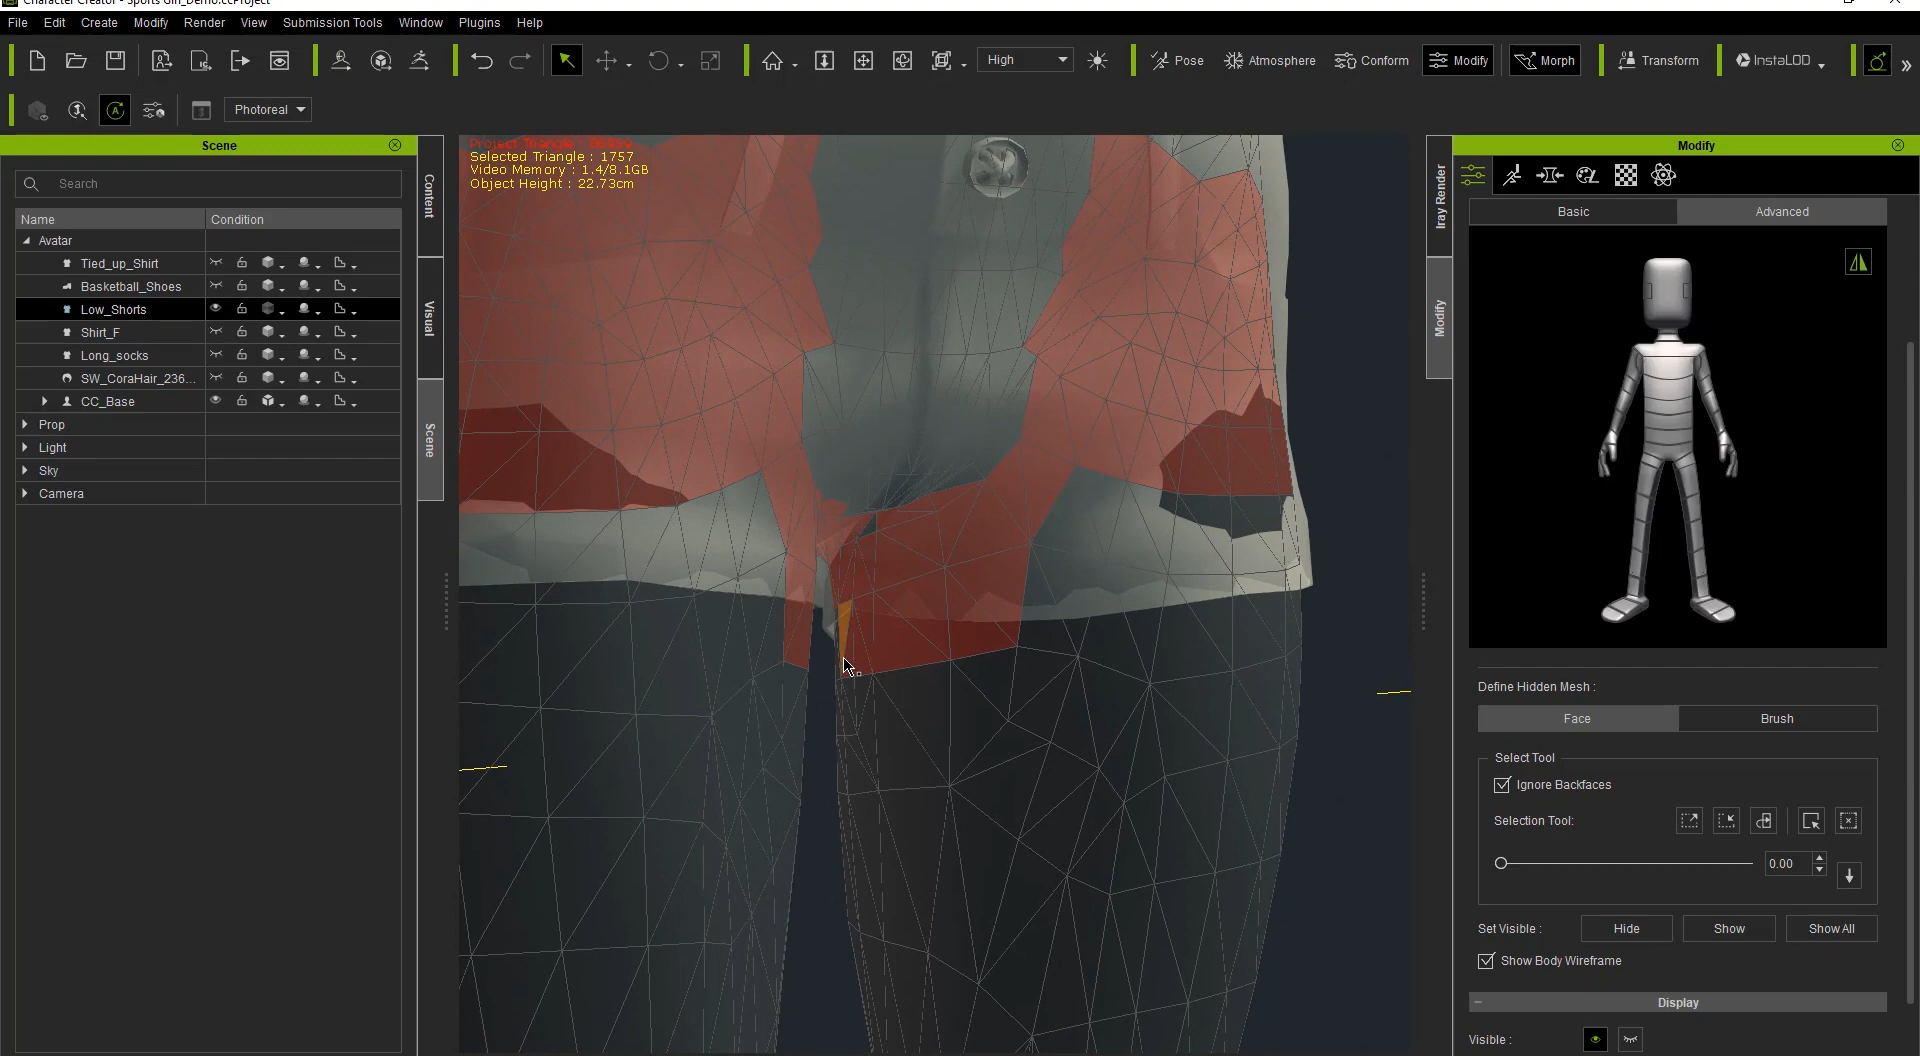 Character Creator - Sports Girl_Demo.ccProject
File Edit Create Modify Render View Submission Tools Window Plugins Help
High Pose Atmosphere Conform Modify Morph Transform InstaLOD
Photoreal
Scene
Search
Name Condition
Avatar
Tied_up_Shirt
Basketball_Shoes
Low_Shorts
Shirt_F
Long_socks
SW_CoraHair_236...
CC_Base
Prop
Light
Sky
Camera
Content
Visual
Scene
Project Triangle :
Selected Triangle : 1757
Video Memory : 1.4/8.1GB
Object Height : 22.73cm
Iray Render
Modify
Modify
Basic Advanced
Define Hidden Mesh :
Face Brush
Select Tool
Ignore Backfaces
Selection Tool:
0.00
Set Visible : Hide Show Show All
Show Body Wireframe
Display
Visible :